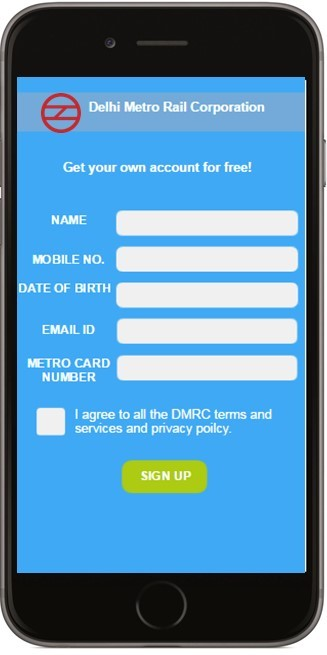 Delhi Metro Rail Corporation
Get your own account for free!
NAME
MOBILE NO.
DATE OF BIRTH
EMAIL ID
METRO CARD
NUMBER
I agree to all the DMRC terms and
services and privacy poilcy.
SIGN UP